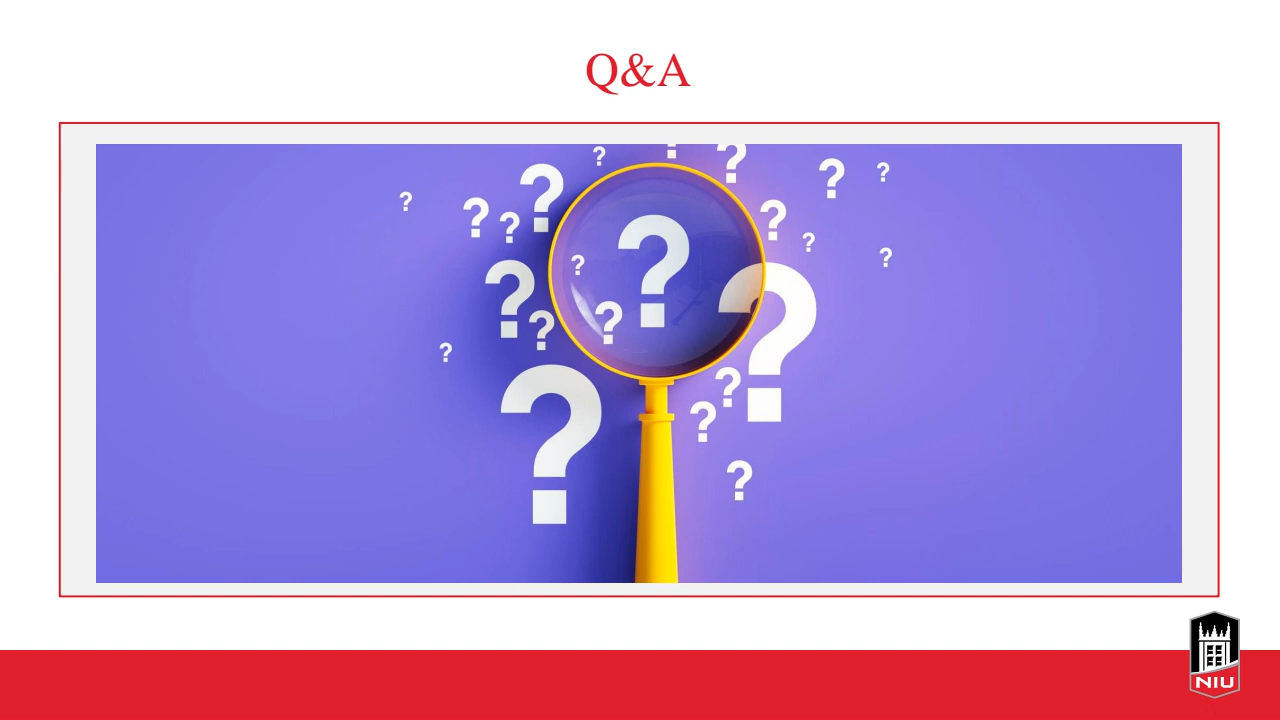 Q&A
? ? ? ? ?
? ? ? ? ? ?
? ? ? ?
? ? ? ?
? ? ? ?
?
NIU